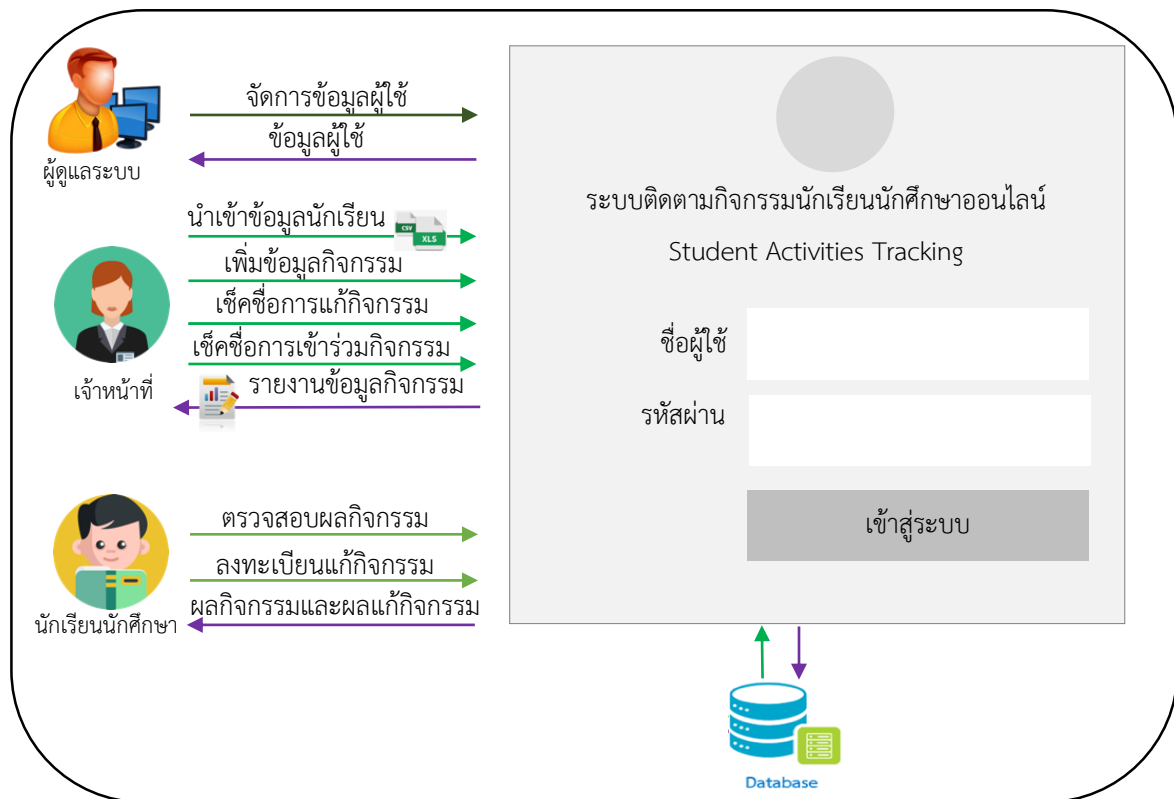 จัดการข้อมูลผู้ใช้
ข้อมูลผู้ใช้
ผู้ดูแลระบบ
นำเข้าข้อมูลนักเรียน
CSV
XLS
เพิ่มข้อมูลกิจกรรม
เช็คชื่อการแก้กิจกรรม
เช็คชื่อการเข้าร่วมกิจกรรม
รายงานข้อมูลกิจกรรม
เจ้าหน้าที่
ตรวจสอบผลกิจกรรม
ลงทะเบียนแก้กิจกรรม
ผลกิจกรรมและผลแก้กิจกรรม
นักเรียนนักศึกษา
ระบบติดตามกิจกรรมนักเรียนนักศึกษาออนไลน์
Student Activities Tracking
ชื่อผู้ใช้
รหัสผ่าน
เข้าสู่ระบบ
Database